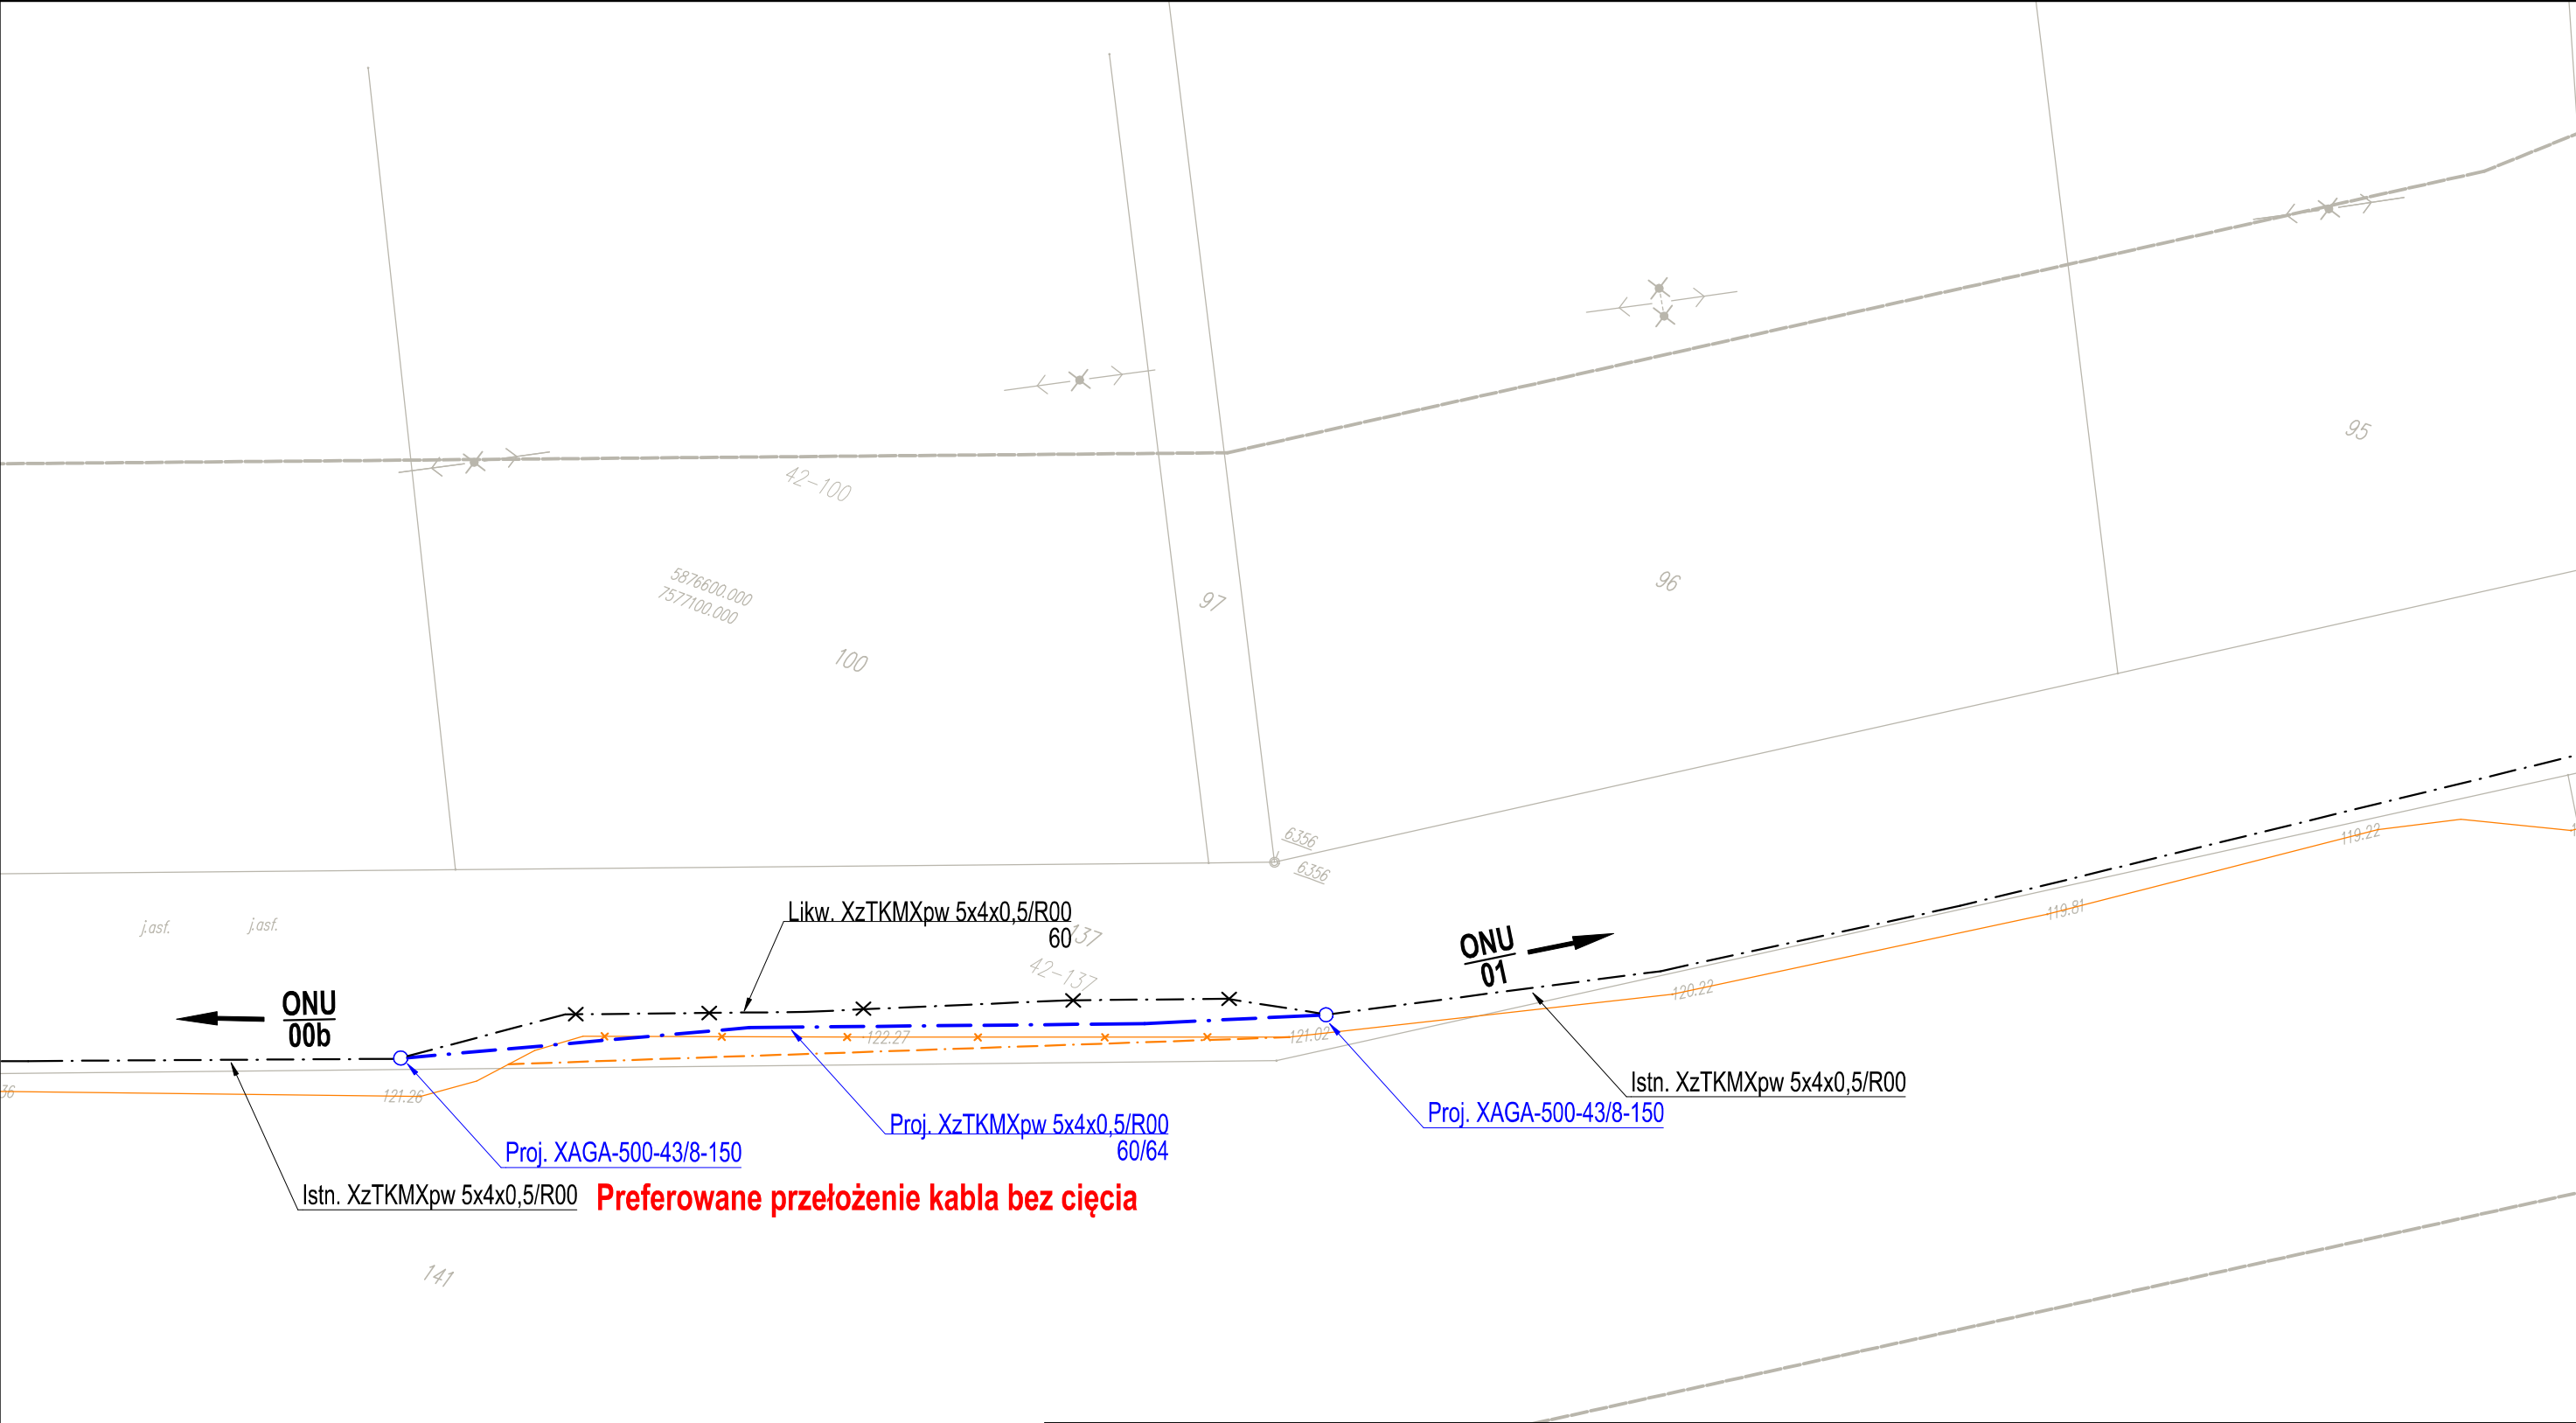 95
42-100
5876600.000
7577100.000
96
97
100
6356
6356
119.22
119.81
j.asf.
j.asf.
Likw. XzTKMXpw 5x4x0,5/R00
60
137
42-137
ONU
01
120.22
ONU
00b
122.27
121.02
36
121.26
Istn. XzTKMXpw 5x4x0,5/R00
Proj. XAGA-500-43/8-150
Proj. XzTKMXpw 5x4x0,5/R00
60/64
Proj. XAGA-500-43/8-150
Istn. XzTKMXpw 5x4x0,5/R00
Preferowane przełożenie kabla bez cięcia
141